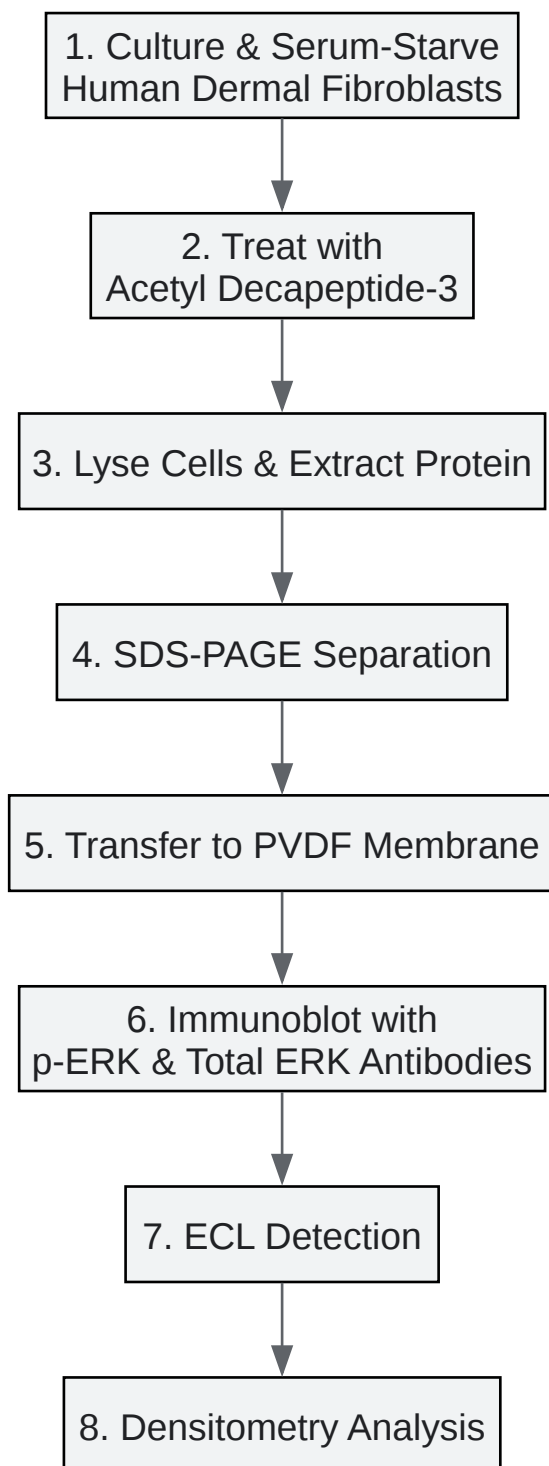 1. Culture & Serum-Starve
Human Dermal Fibroblasts
2. Treat with
Acetyl Decapeptide-3
3. Lyse Cells & Extract Protein
4. SDS-PAGE Separation
5. Transfer to PVDF Membrane
6. Immunoblot with
p-ERK & Total ERK Antibodies
7. ECL Detection
8. Densitometry Analysis